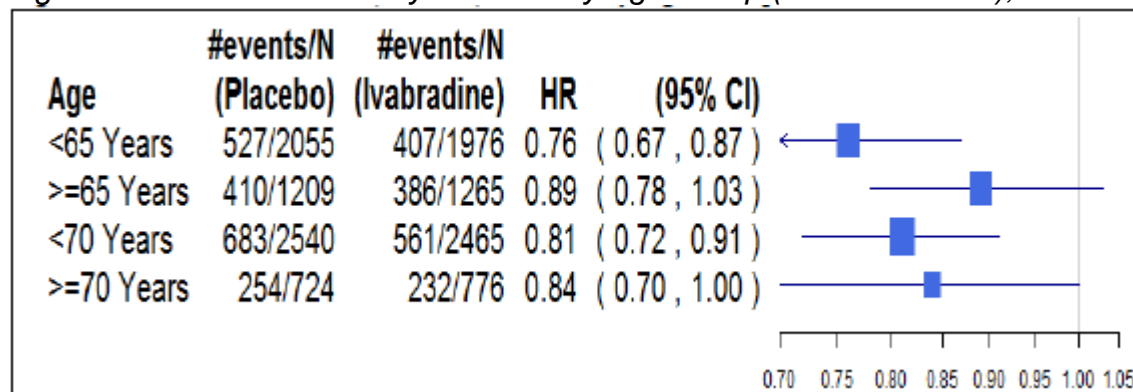 #events/N #events/N
Age (Placebo) (Ivabradine) HR (95% CI)
<65 Years 527/2055 407/1976 0.76 ( 0.67 , 0.87 )
>=65 Years 410/1209 386/1265 0.89 ( 0.78 , 1.03 )
<70 Years 683/2540 561/2465 0.81 ( 0.72 , 0.91 )
>=70 Years 254/724 232/776 0.84 ( 0.70 , 1.00 )
0.70 0.75 0.80 0.85 0.90 0.95 1.00 1.05